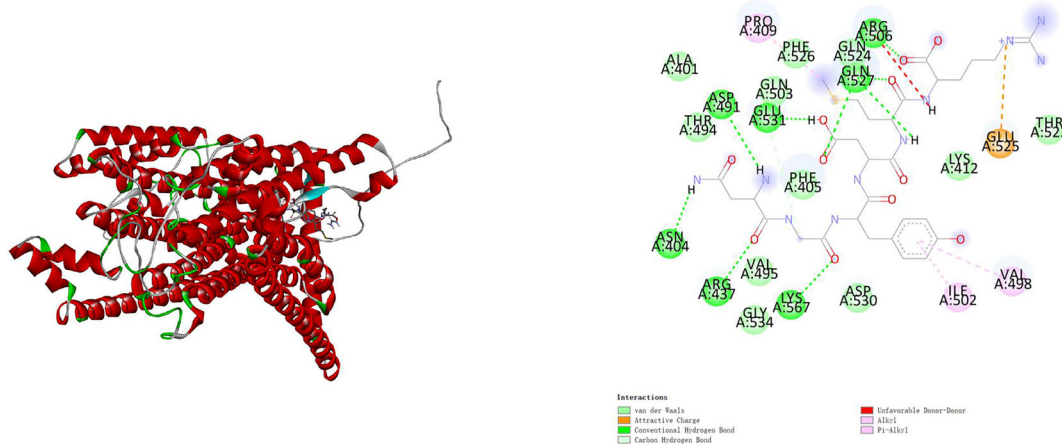 PRO
A:409
ARG
A:506
PHE
A:526
GLN
A:524
ALA
A:401
GLN
A:527
GLN
A:503
ASP
A:491
GLU
A:531
THR
A:494
H
O
O
O
N
H
S
N
H
N
+
N
N
GLU
A:525
LYS
A:412
PHE
A:405
H O
O
O
N
O
H
N
H
N
O
N
N
O
O
ASN
A:404
VAL
A:495
ARG
A:437
LYS
A:567
GLY
A:534
ASP
A:530
ILE
A:502
VAL
A:498
Interactions
van der Waals
Attractive Charge
Conventional Hydrogen Bond
Carbon Hydrogen Bond
Unfavorable Donor-Donor
Alkyl
Pi-Alkyl